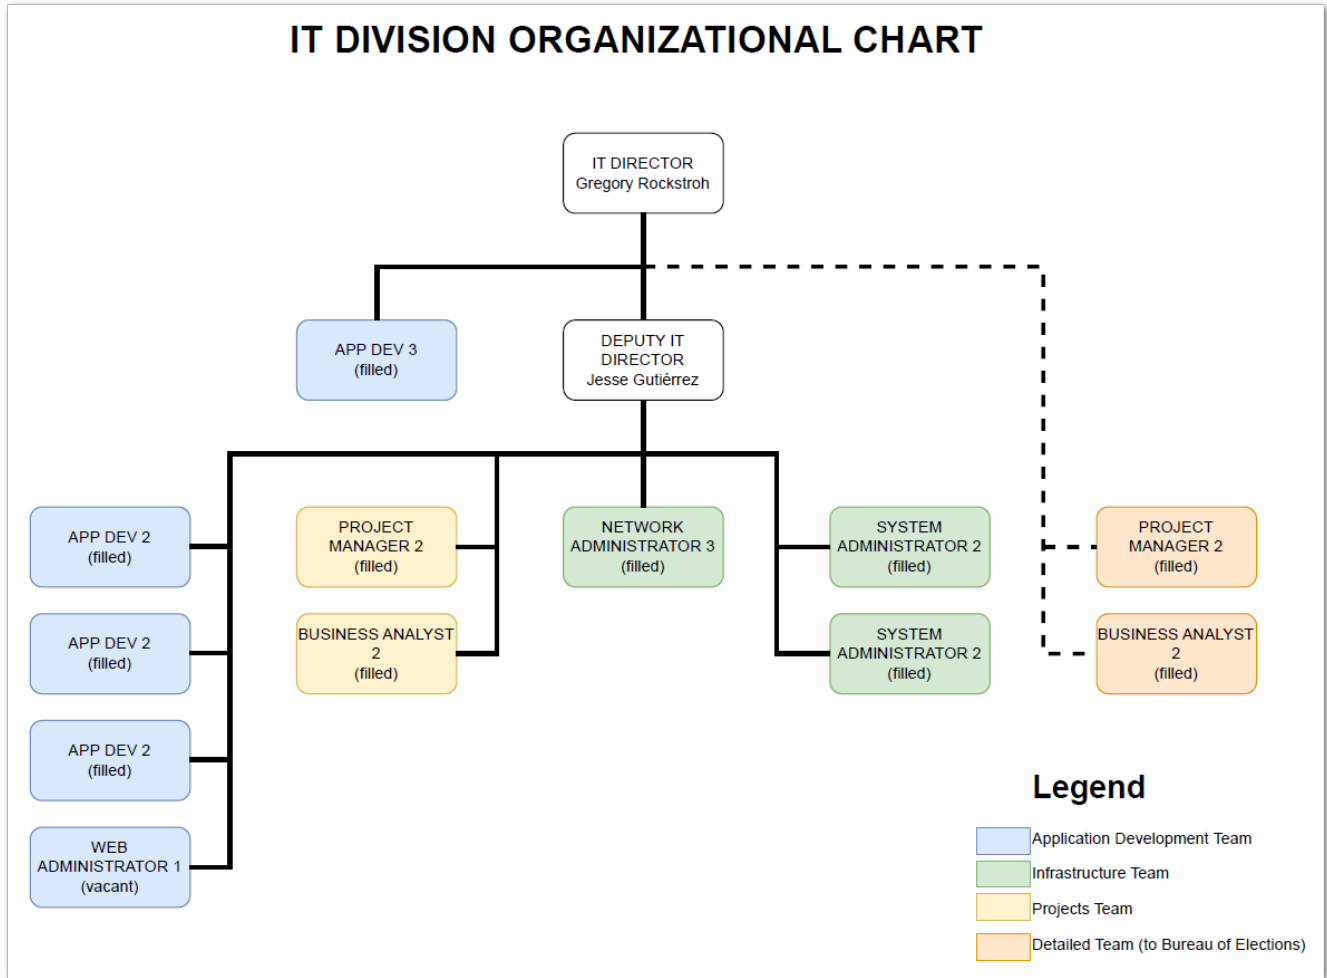 IT DIVISION ORGANIZATIONAL CHART
IT DIRECTOR
Gregory Rockstroh
APP DEV 3
(filled)
DEPUTY IT
DIRECTOR
Jesse Gutiérrez
APP DEV 2
(filled)
PROJECT
MANAGER 2
(filled)
NETWORK
ADMINISTRATOR 3
(filled)
SYSTEM
ADMINISTRATOR 2
(filled)
PROJECT
MANAGER 2
(filled)
APP DEV 2
(filled)
BUSINESS ANALYST
2
(filled)
SYSTEM
ADMINISTRATOR 2
(filled)
BUSINESS ANALYST
2
(filled)
APP DEV 2
(filled)
WEB
ADMINISTRATOR 1
(vacant)
Legend
Application Development Team
Infrastructure Team
Projects Team
Detailed Team (to Bureau of Elections)